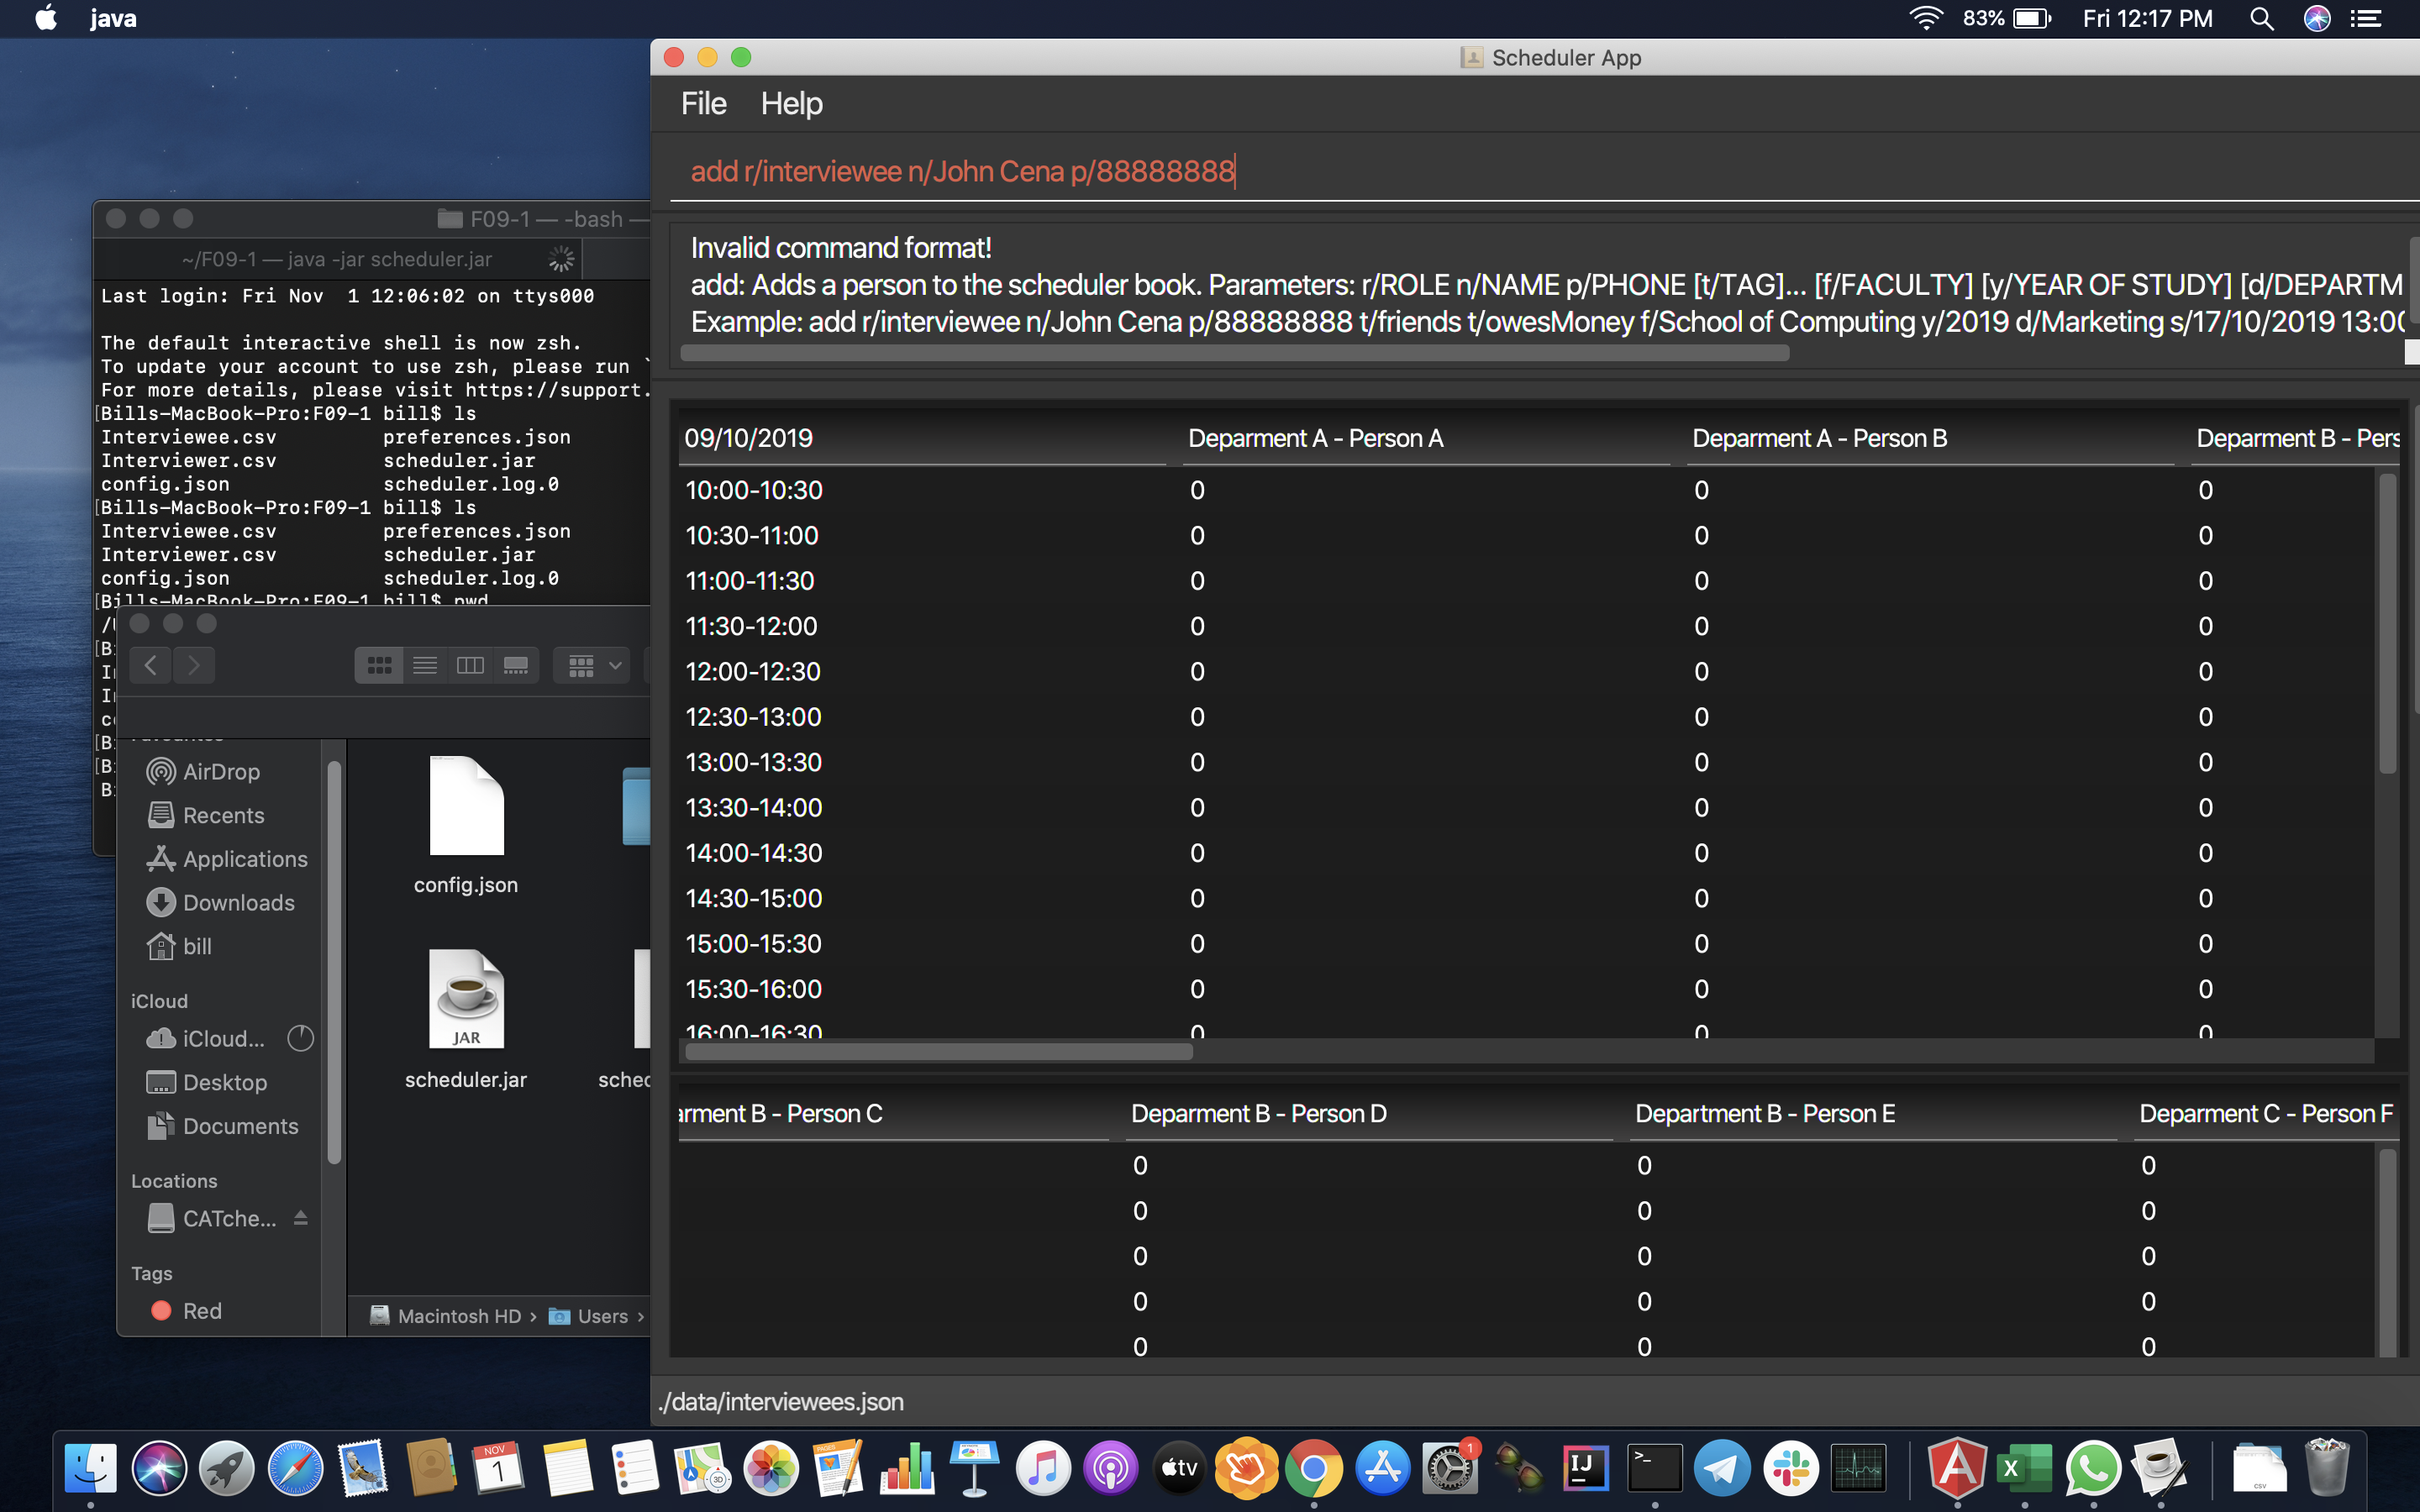 java
83%
Fri 12:17 PM
Scheduler App
File Help
add r/interviewee n/John Cena p/88888888
Invalid command format!
add: Adds a person to the scheduler book. Parameters: r/ROLE n/NAME p/PHONE [t/TAG]... [f/FACULTY] [y/YEAR OF STUDY] [d/DEPARTM
Example: add r/interviewee n/John Cena p/88888888 t/friends t/owesMoney f/School of Computing y/2019 d/Marketing s/17/10/2019 13:00
09/10/2019 Deparment A - Person A Deparment A - Person B Deparment B - Pers
10:00-10:30 0 0 0
10:30-11:00 0 0 0
11:00-11:30 0 0 0
11:30-12:00 0 0 0
12:00-12:30 0 0 0
12:30-13:00 0 0 0
13:00-13:30 0 0 0
13:30-14:00 0 0 0
14:00-14:30 0 0 0
14:30-15:00 0 0 0
15:00-15:30 0 0 0
15:30-16:00 0 0 0
16:00-16:30 0 0 0
arment B - Person C Deparment B - Person D Department B - Person E Deparment C - Person F
0 0 0
0 0 0
0 0 0
0 0 0
0 0 0
./data/interviewees.json
F09-1 — -bash —
~/F09-1 — java -jar scheduler.jar
Last login: Fri Nov  1 12:06:02 on ttys000
The default interactive shell is now zsh.
To update your account to use zsh, please run `
For more details, please visit https://support.
[Bills-MacBook-Pro:F09-1 bill$ ls
Interviewee.csv preferences.json
Interviewer.csv scheduler.jar
config.json scheduler.log.0
[Bills-MacBook-Pro:F09-1 bill$ ls
Interviewee.csv preferences.json
Interviewer.csv scheduler.jar
config.json scheduler.log.0
[Bills-MacBook-Pro:F09-1 bill$ pwd
Favourites
AirDrop
Recents
Applications
Downloads
bill
iCloud
iCloud...
Desktop
Documents
Locations
CATche...
Tags
Red
config.json
JAR
scheduler.jar
sched
Macintosh HD › Users ›
NOV
1
PAGES
3D
tv
1
IJ
>_
A
X
CSV